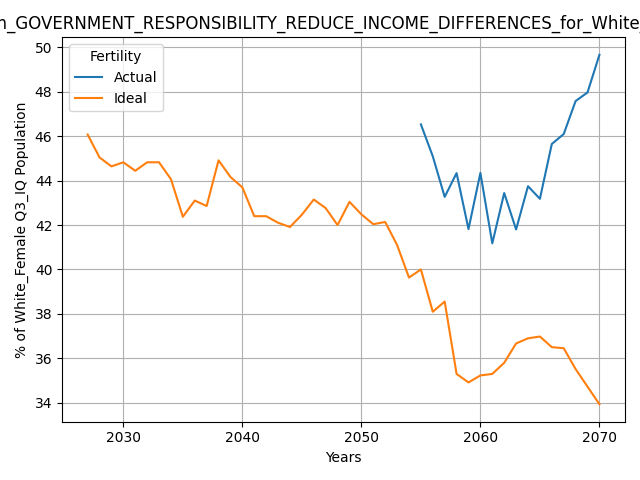 n_GOVERNMENT_RESPONSIBILITY_REDUCE_INCOME_DIFFERENCES_for_White_
Fertility
Actual
Ideal
50
48
46
44
42
40
38
36
34
% of White_Female Q3_IQ Population
2030 2040 2050 2060 2070
Years